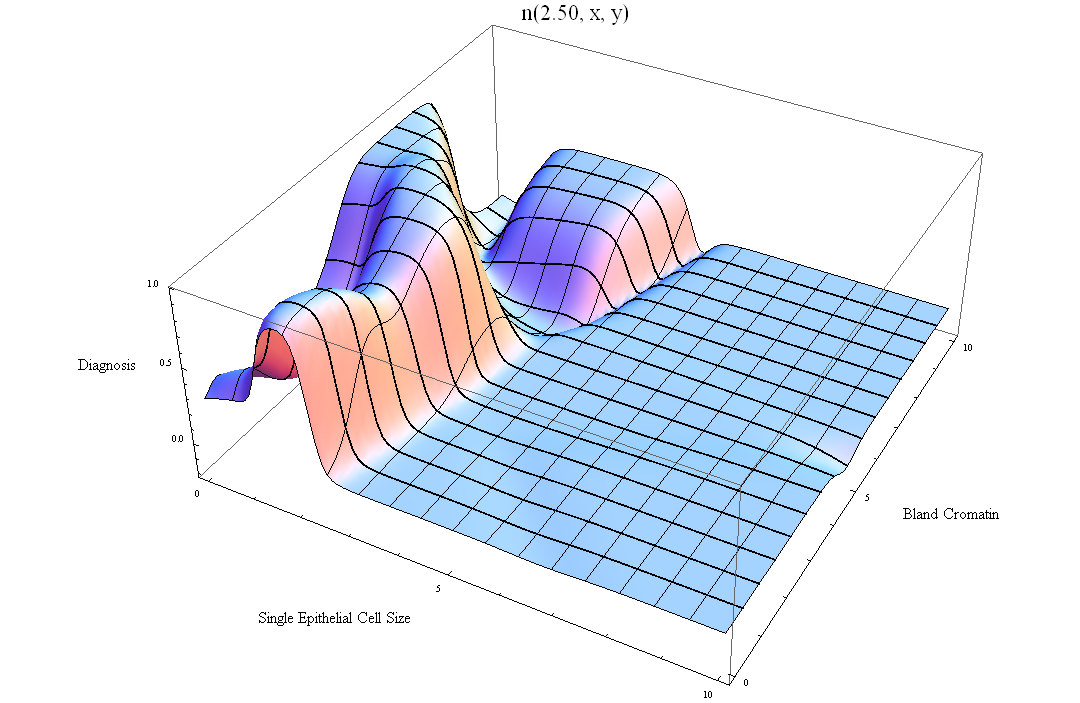 n(2.50, x, y)
1.0
Diagnosis
0.5
0.0
0
5
10
Single Epithelial Cell Size
0
5
10
Bland Cromatin